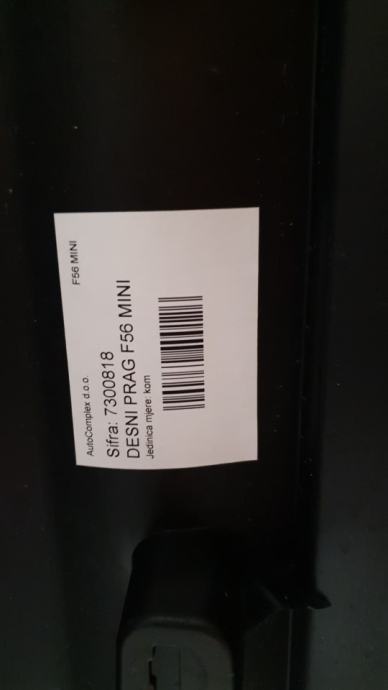 AutoComplex d.o.o. F56 MINI
Sifra: 7300818
DESNI PRAG F56 MINI
Jedinica mjere: kom